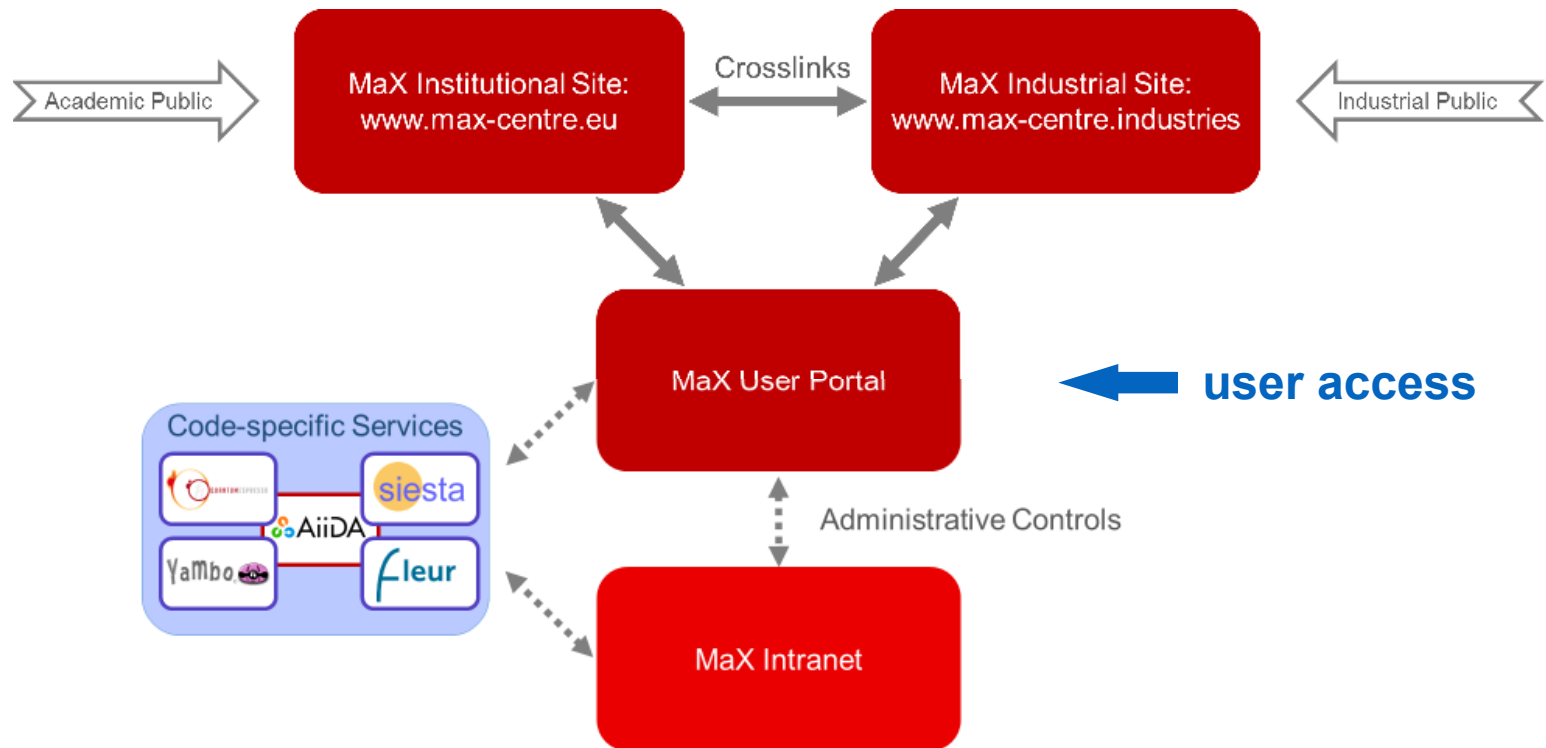 Academic Public
MaX Institutional Site:
www.max-centre.eu
Crosslinks
MaX Industrial Site:
www.max-centre.industries
Industrial Public
MaX User Portal
user access
Code-specific Services
QUANTUMESPRESSO
siesta
AiiDA
Yambo
fleur
Administrative Controls
MaX Intranet